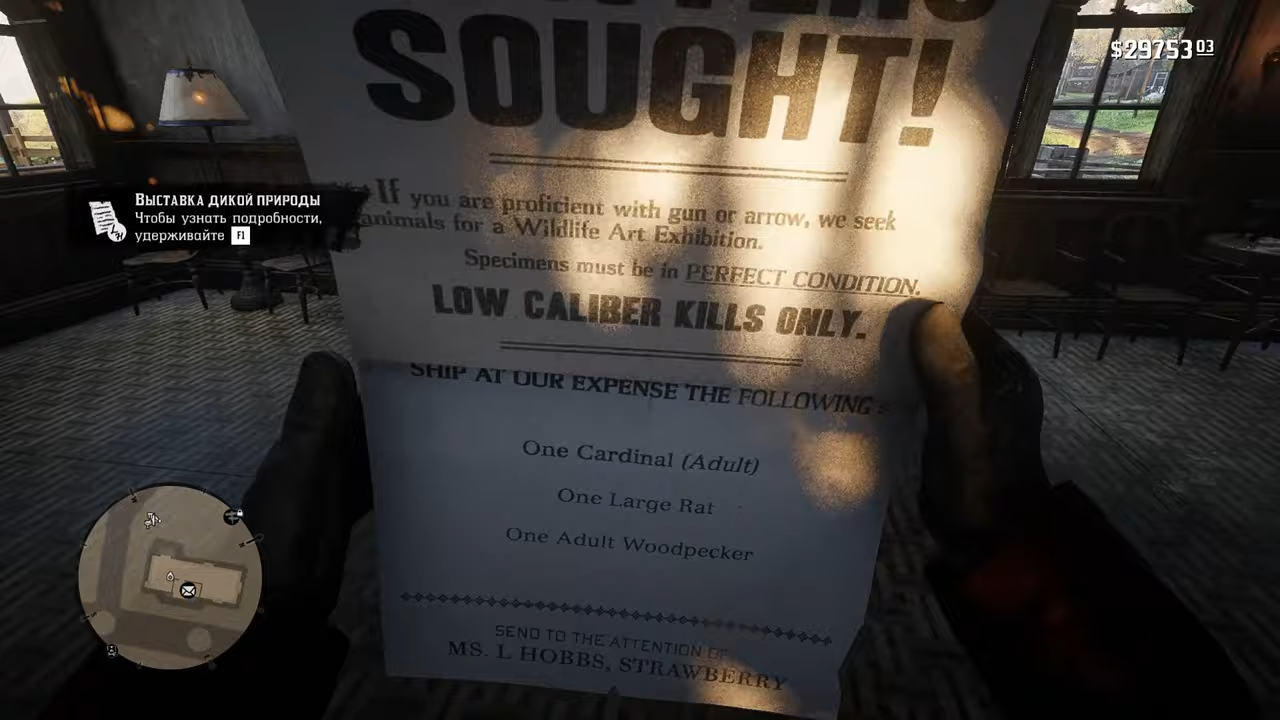 SOUGHT!
$29753 03
ВЫСТАВКА ДИКОЙ ПРИРОДЫ
Чтобы узнать подробности,
удерживайте F1
If you are proficient with gun or arrow, we seek
animals for a Wildlife Art Exhibition.
Specimens must be in PERFECT CONDITION.
LOW CALIBER KILLS ONLY.
SHIP AT OUR EXPENSE THE FOLLOWING
One Cardinal (Adult)
One Large Rat
One Adult Woodpecker
SEND TO THE ATTENTION OF
MS. L HOBBS, STRAWBERRY